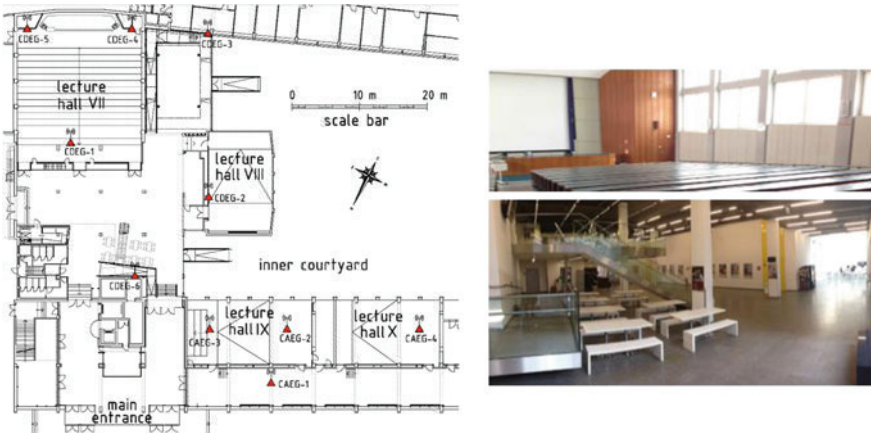 CDEG-5
CDEG-4
CDEG-3
lecture
hall VII
0 10 m 20 m
scale bar
CDEG-1
lecture
hall VIII
CDEG-2
inner courtyard
CDEG-6
lecture
hall IX
lecture
hall X
CAEG-3
CAEG-2
CAEG-4
CAEG-1
main
entrance